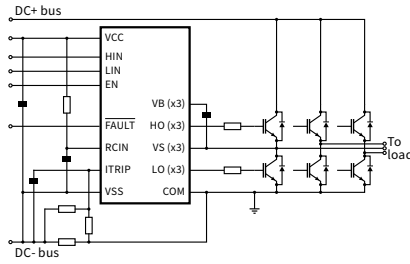 DC+ bus
VCC
HIN
LIN
EN
VB (x3)
FAULT
HO (x3)
RCIN
VS (x3)
To
load
ITRIP
LO (x3)
VSS
COM
DC- bus